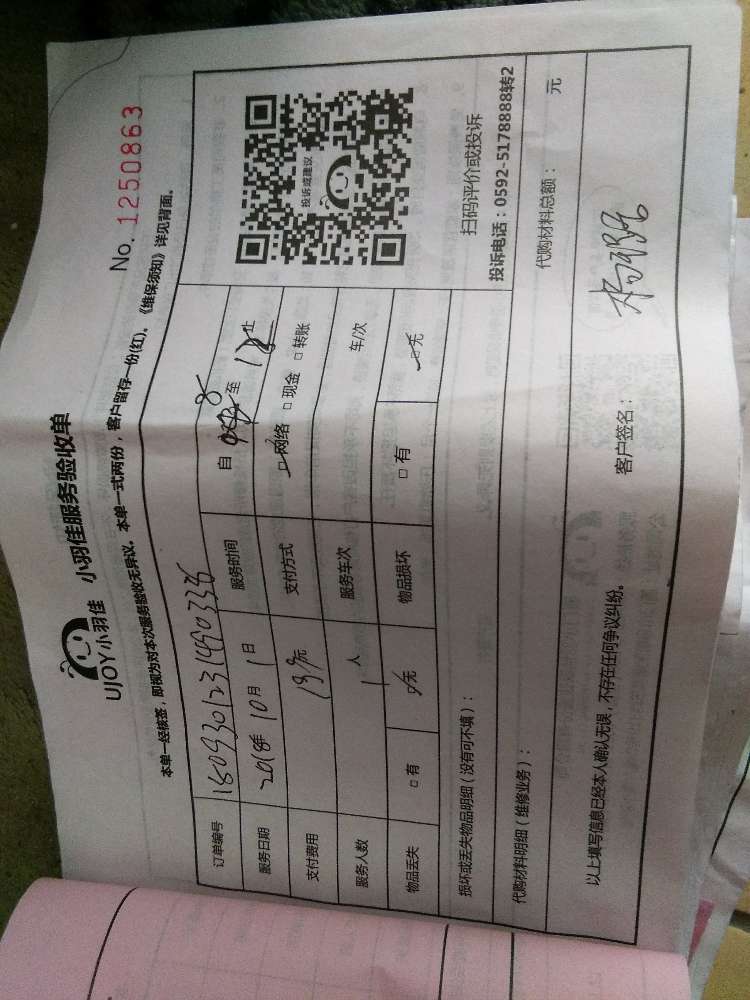 UJOY小羽佳 小羽佳服务验收单
No. 1250863
本单一经核签，即视为对本次服务验收无异议。本单一式两份，客户留存一份(红)。《维保须知》详见背面。
订单编号
服务日期 2018年 10月 1日 服务时间 自 至 止
支付费用 元 支付方式 □网络 □现金 □转账
服务人数 1 人 服务车次 车/次
物品丢失 □有 □无 物品损坏 □有 □无
投诉或建议
扫码评价或投诉
投诉电话：0592-5178888转2
损坏或丢失物品明细（没有可不填）：
代购材料明细（维修业务）： 代购材料总额： 元
以上填写信息已经本人确认无误，不存在任何争议纠纷。 客户签名：